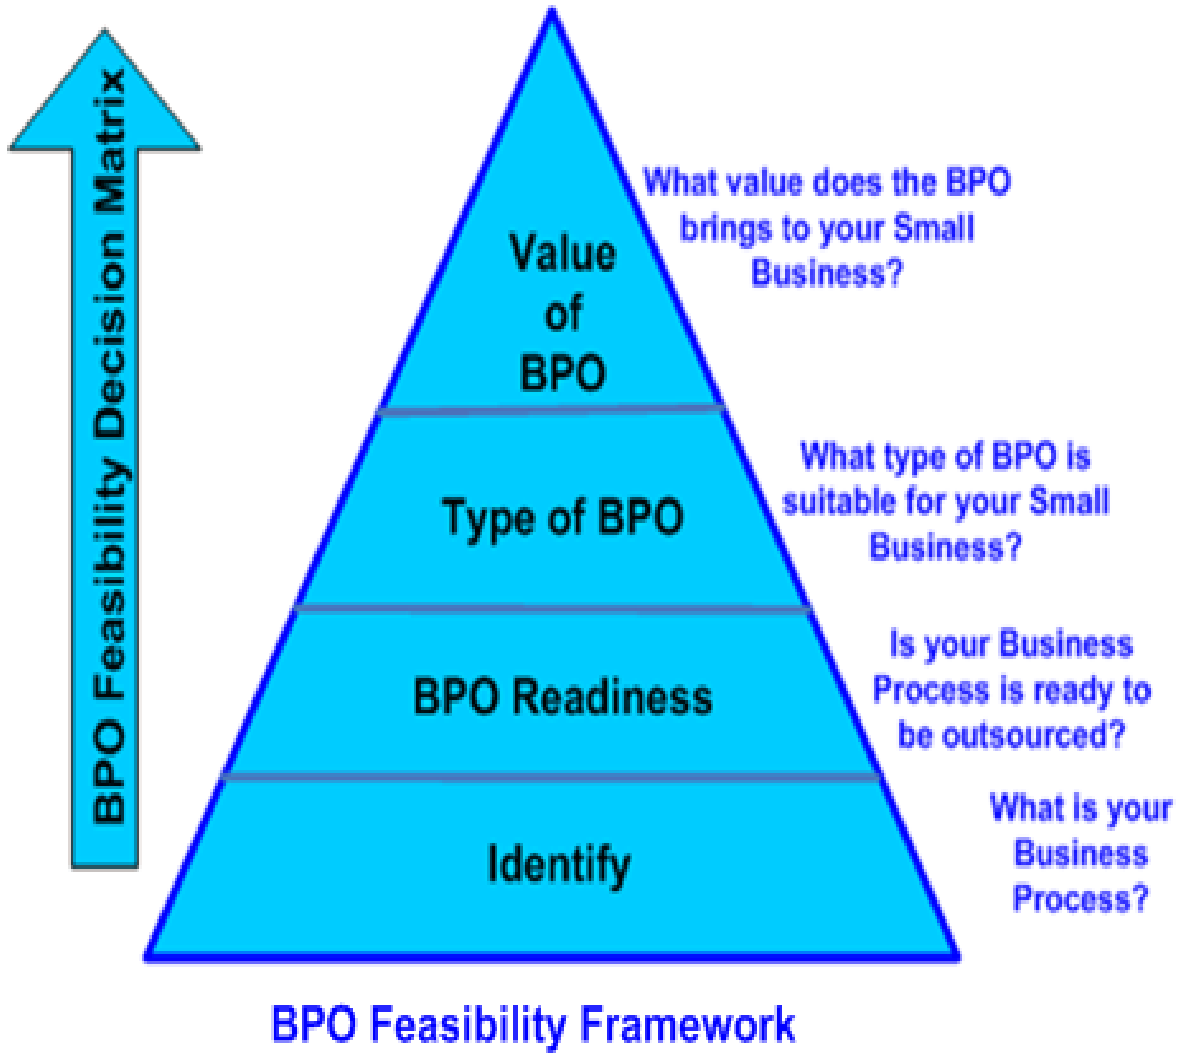 BPO Feasibility Decision Matrix
Value
of
BPO
What value does the BPO
brings to your Small
Business?
Type of BPO
What type of BPO is
suitable for your Small
Business?
BPO Readiness
Is your Business
Process is ready to
be outsourced?
Identify
What is your
Business
Process?
BPO Feasibility Framework